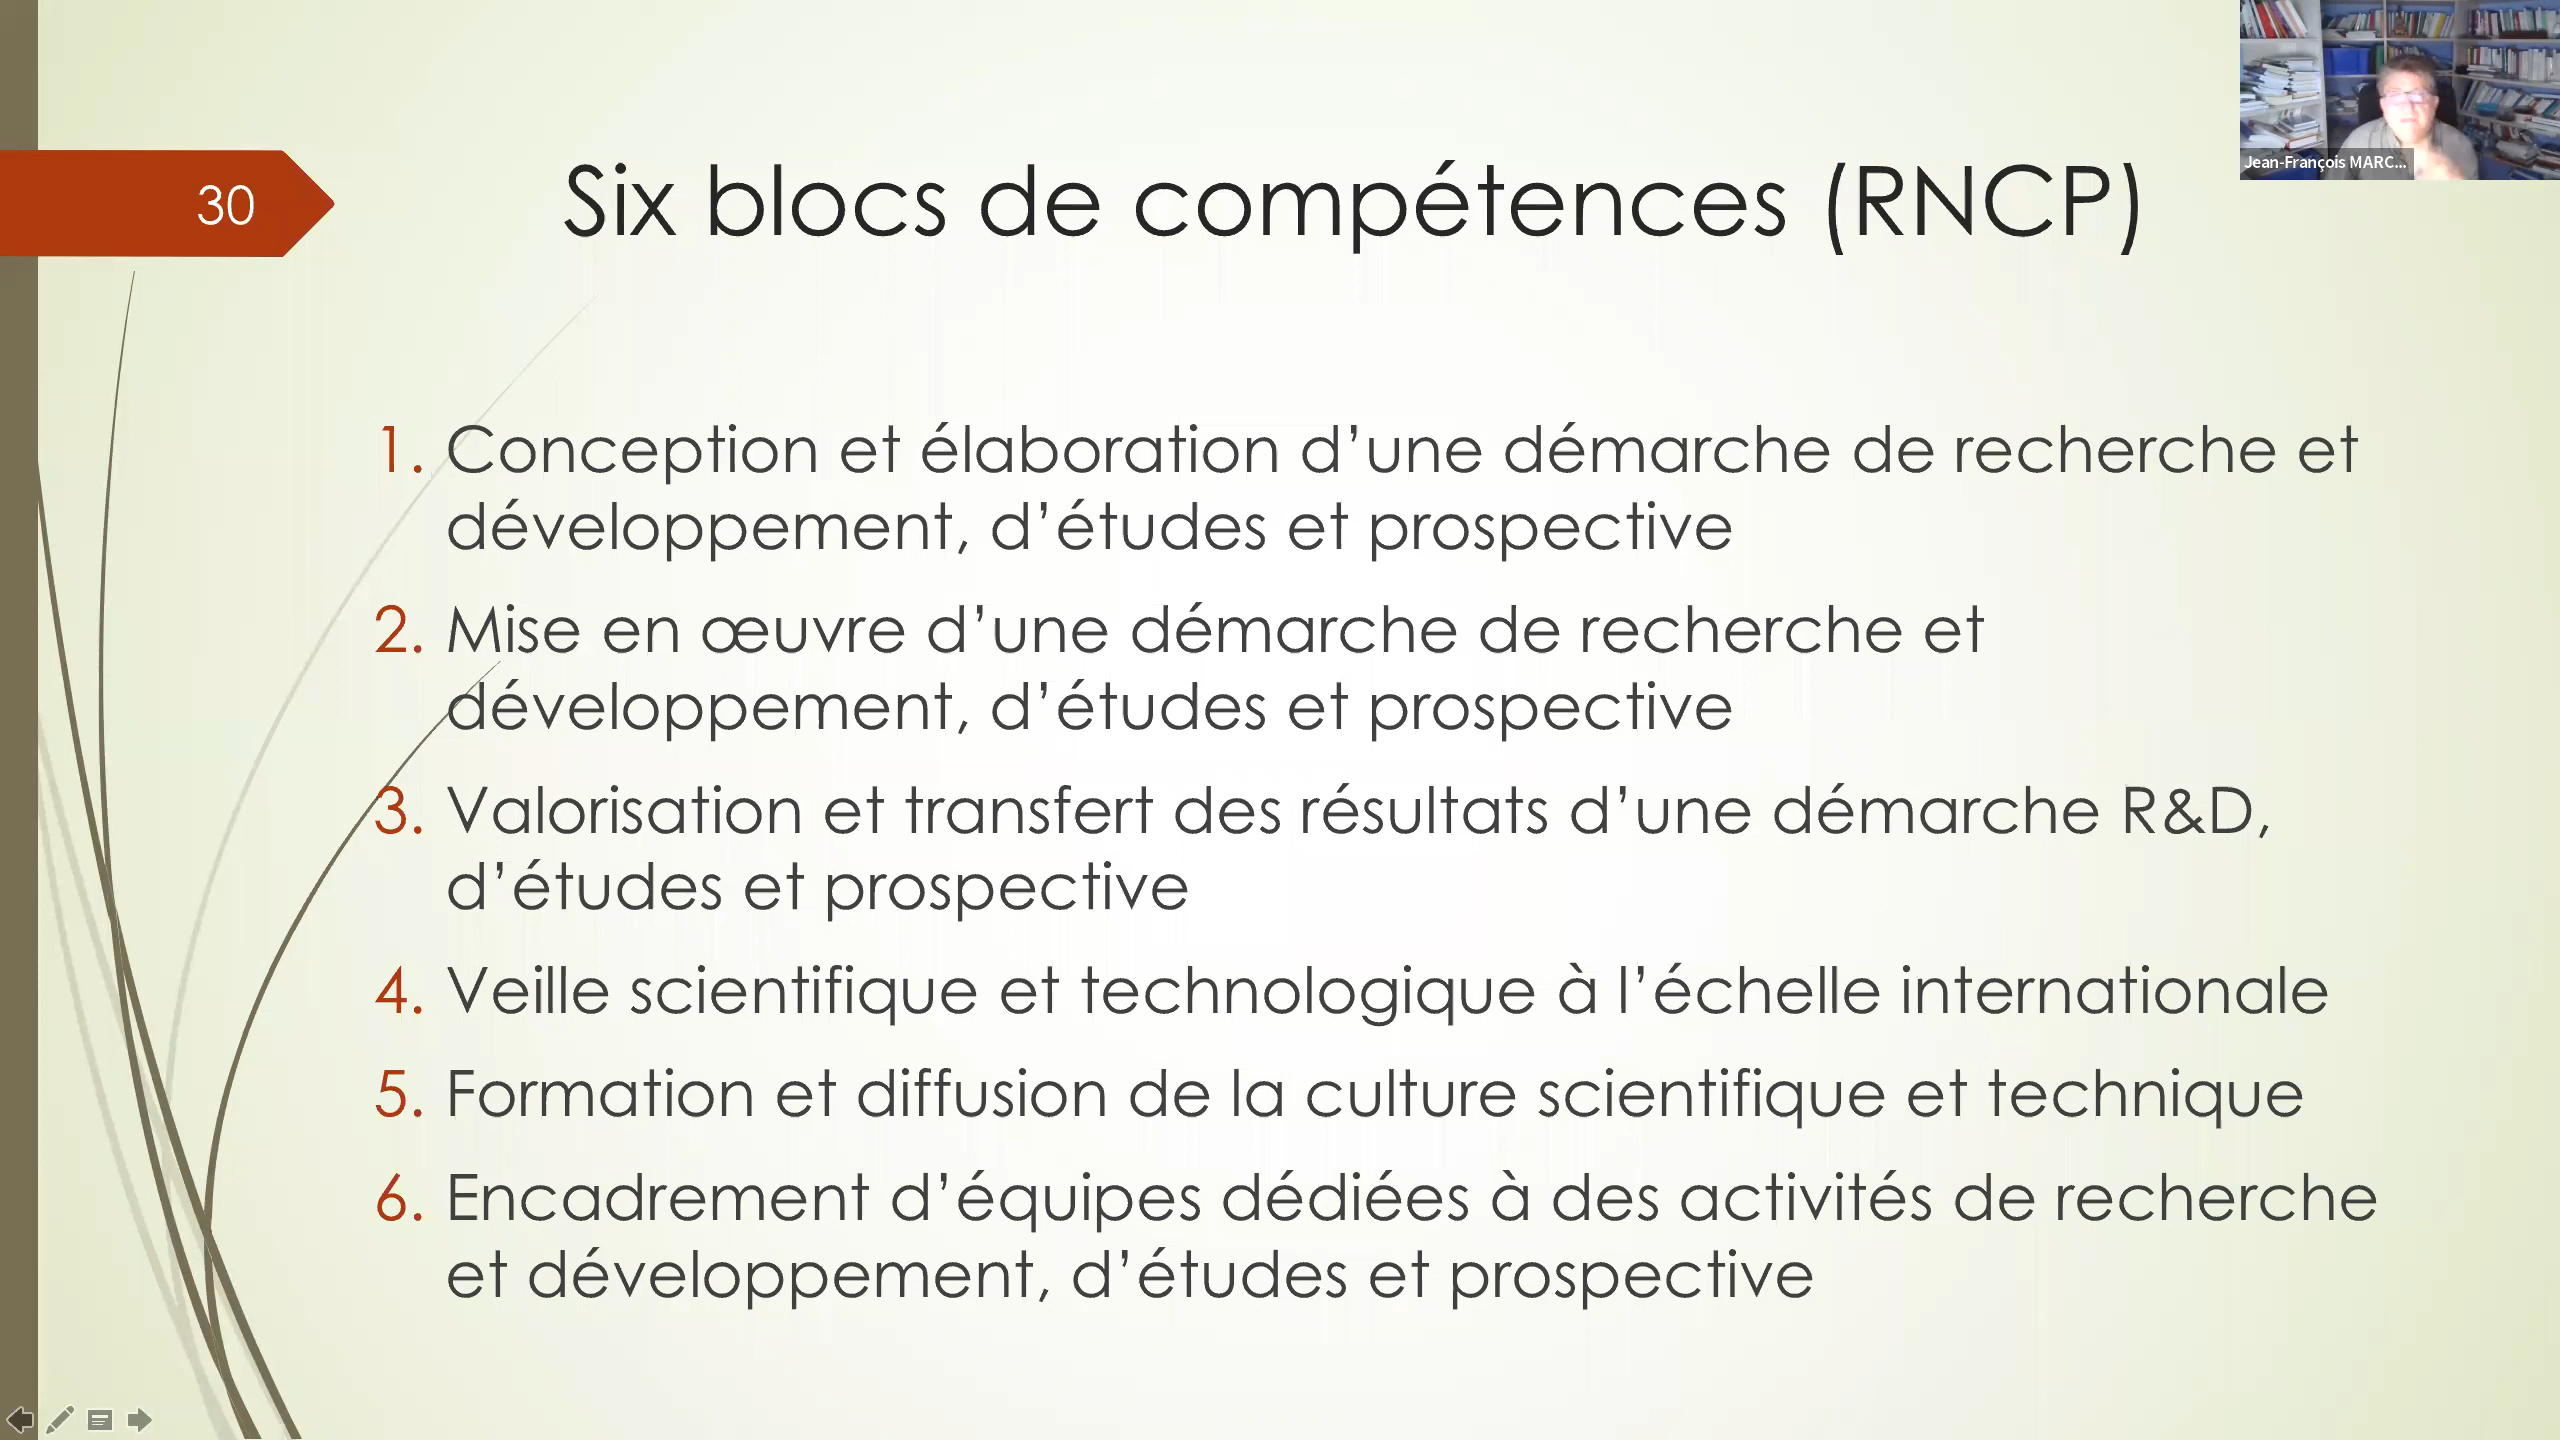 Jean-François MARC...
30
Six blocs de compétences (RNCP)
1. Conception et élaboration d’une démarche de recherche et
développement, d’études et prospective
2. Mise en œuvre d’une démarche de recherche et
développement, d’études et prospective
3. Valorisation et transfert des résultats d’une démarche R&D,
d’études et prospective
4. Veille scientifique et technologique à l’échelle internationale
5. Formation et diffusion de la culture scientifique et technique
6. Encadrement d’équipes dédiées à des activités de recherche
et développement, d’études et prospective